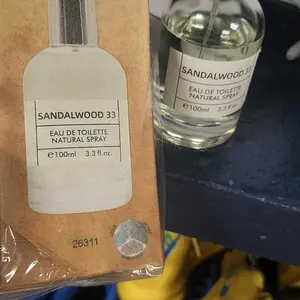 SANDALWOOD 33
EAU DE TOILETTE
NATURAL SPRAY
℮100ml 3.3 fl.oz.
26311
SANDALWOOD 33
EAU DE TOILETTE
NATURAL SPRAY
℮100ml 3.3 fl.oz.